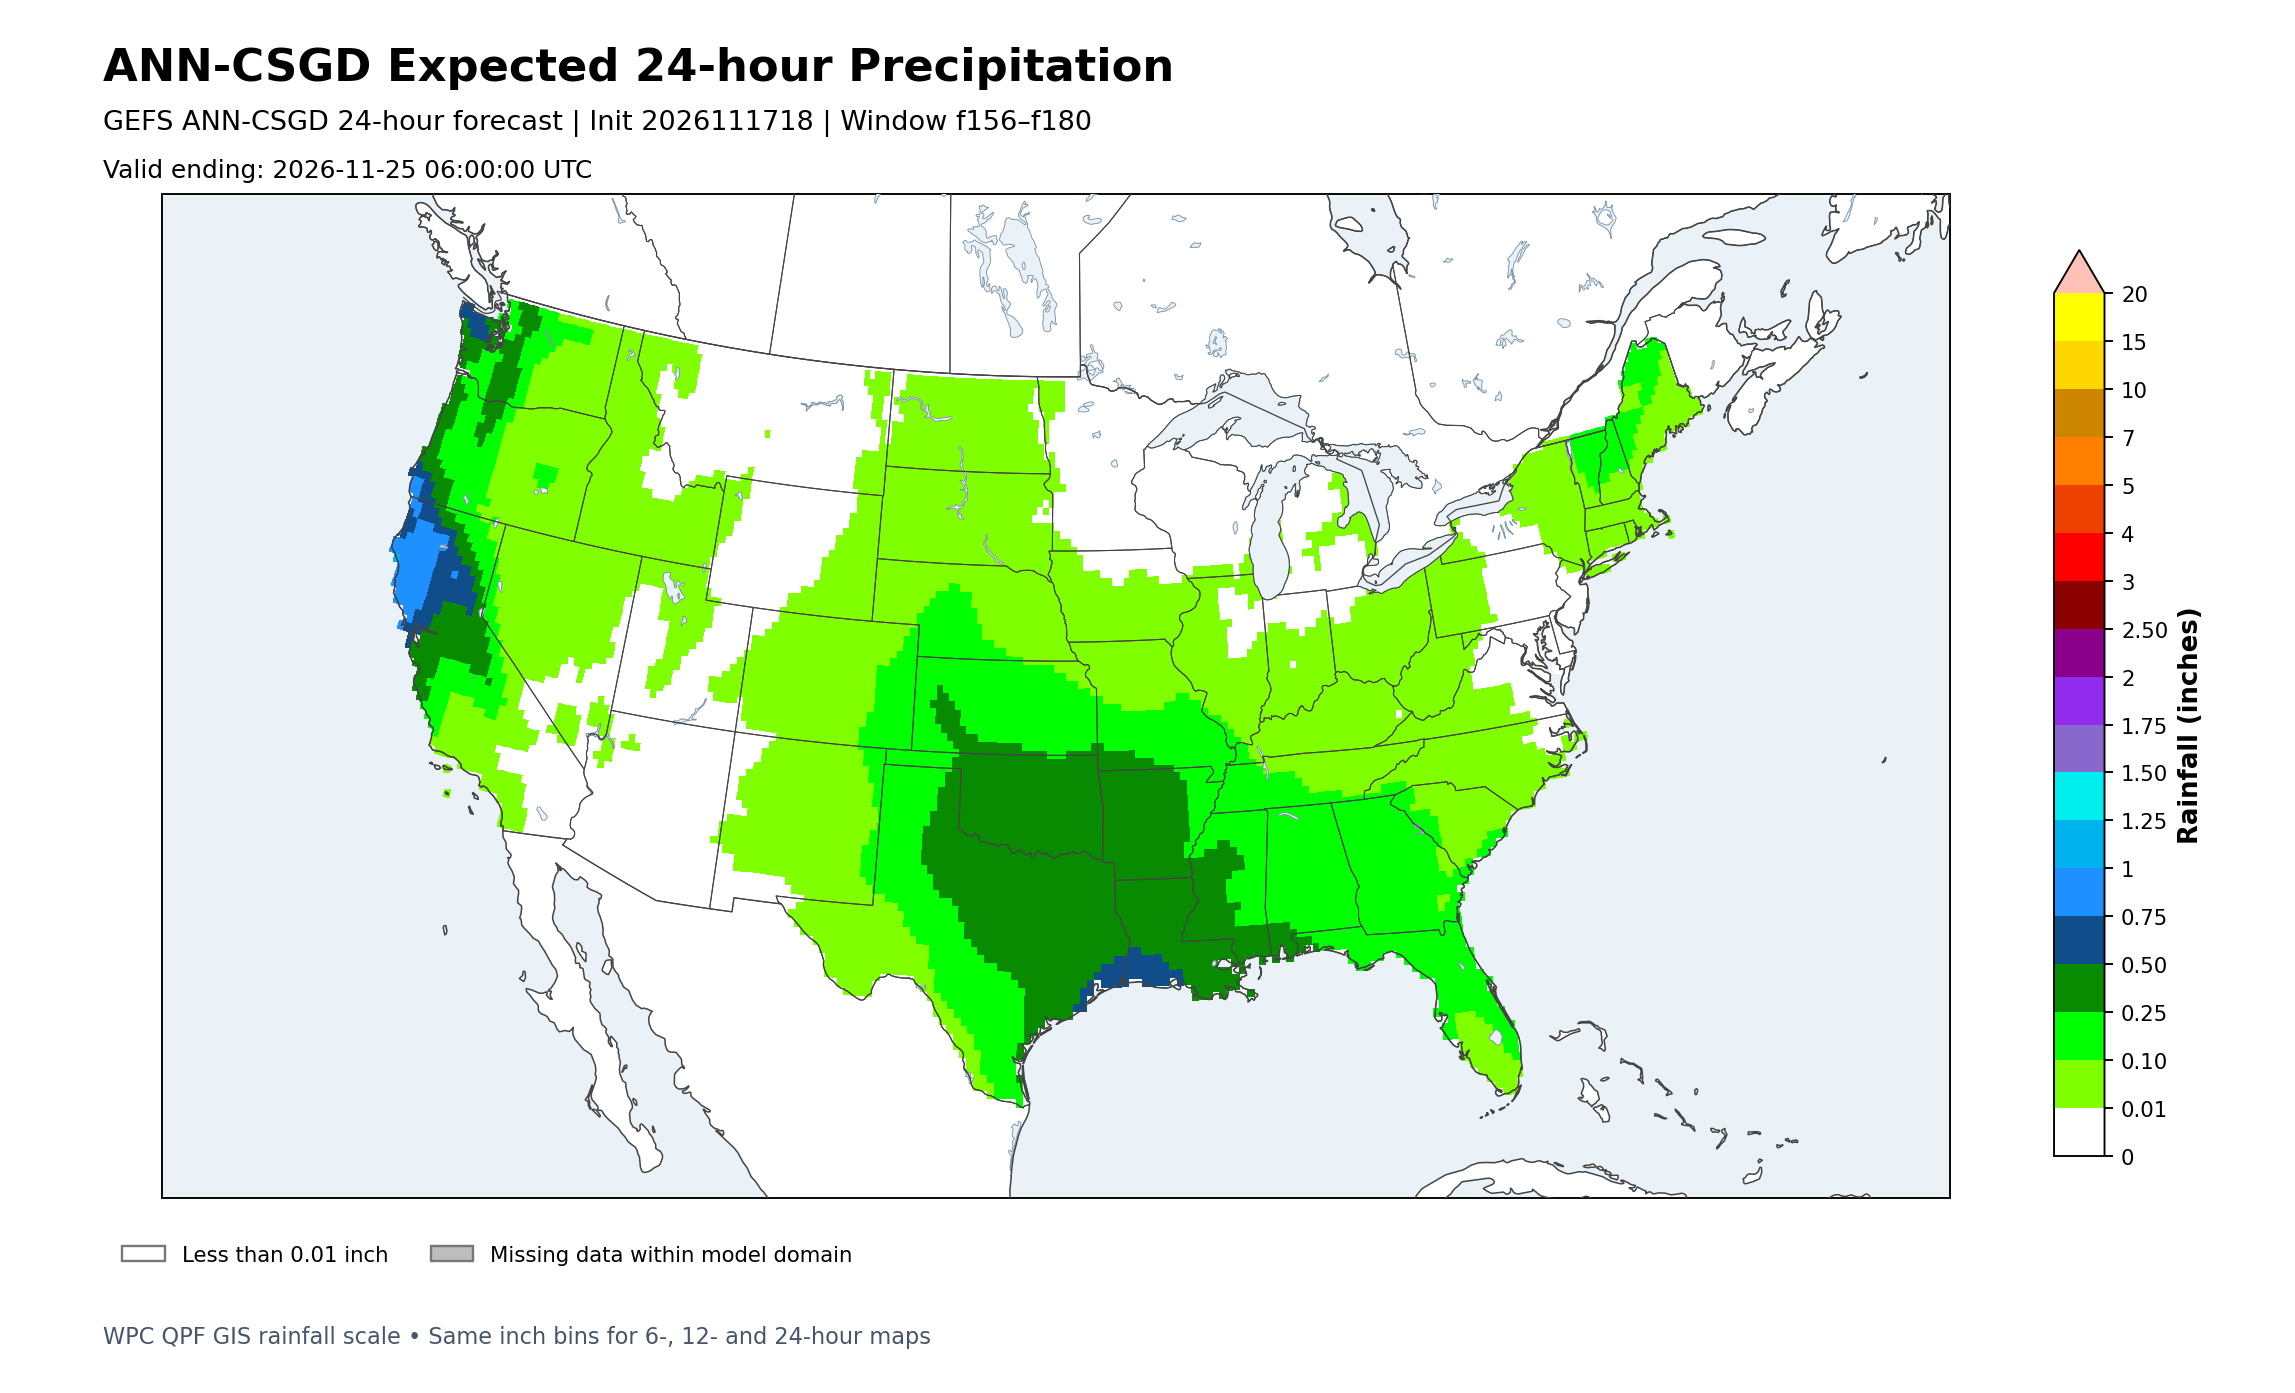 ANN-CSGD Expected 24-hour Precipitation
GEFS ANN-CSGD 24-hour forecast | Init 2026111718 | Window f156–f180
Valid ending: 2026-11-25 06:00:00 UTC
20
15
10
7
5
4
3
2.50
2
1.75
1.50
1.25
1
0.75
0.50
0.25
0.10
0.01
0
Rainfall (inches)
Less than 0.01 inch
Missing data within model domain
WPC QPF GIS rainfall scale • Same inch bins for 6-, 12- and 24-hour maps